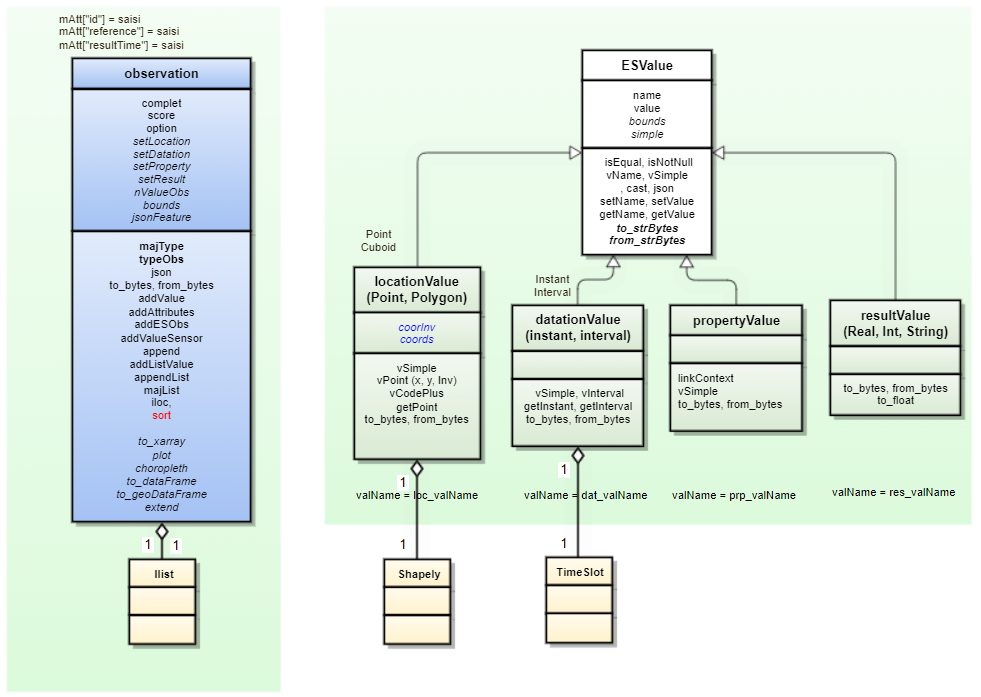 mAtt["id"] = saisi
mAtt["reference"] = saisi
mAtt["resultTime"] = saisi
observation
complet
score
option
setLocation
setDatation
setProperty
setResult
nValueObs
bounds
jsonFeature
majType
typeObs
json
to_bytes, from_bytes
addValue
addAttributes
addESObs
addValueSensor
append
addListValue
appendList
majList
iloc,
sort
to_xarray
plot
choropleth
to_dataFrame
to_geoDataFrame
extend
1 1
Ilist
ESValue
name
value
bounds
simple
isEqual, isNotNull
vName, vSimple
, cast, json
setName, setValue
getName, getValue
to_strBytes
from_strBytes
Point
Cuboid
locationValue
(Point, Polygon)
coorInv
coords
vSimple
vPoint (x, y, Inv)
vCodePlus
getPoint
to_bytes, from_bytes
1
valName = loc_valName
1
Shapely
Instant
Interval
datationValue
(instant, interval)
vSimple, vInterval
getInstant, getInterval
to_bytes, from_bytes
1
valName = dat_valName
1
TimeSlot
propertyValue
linkContext
vSimple
to_bytes, from_bytes
valName = prp_valName
resultValue
(Real, Int, String)
to_bytes, from_bytes
to_float
valName = res_valName